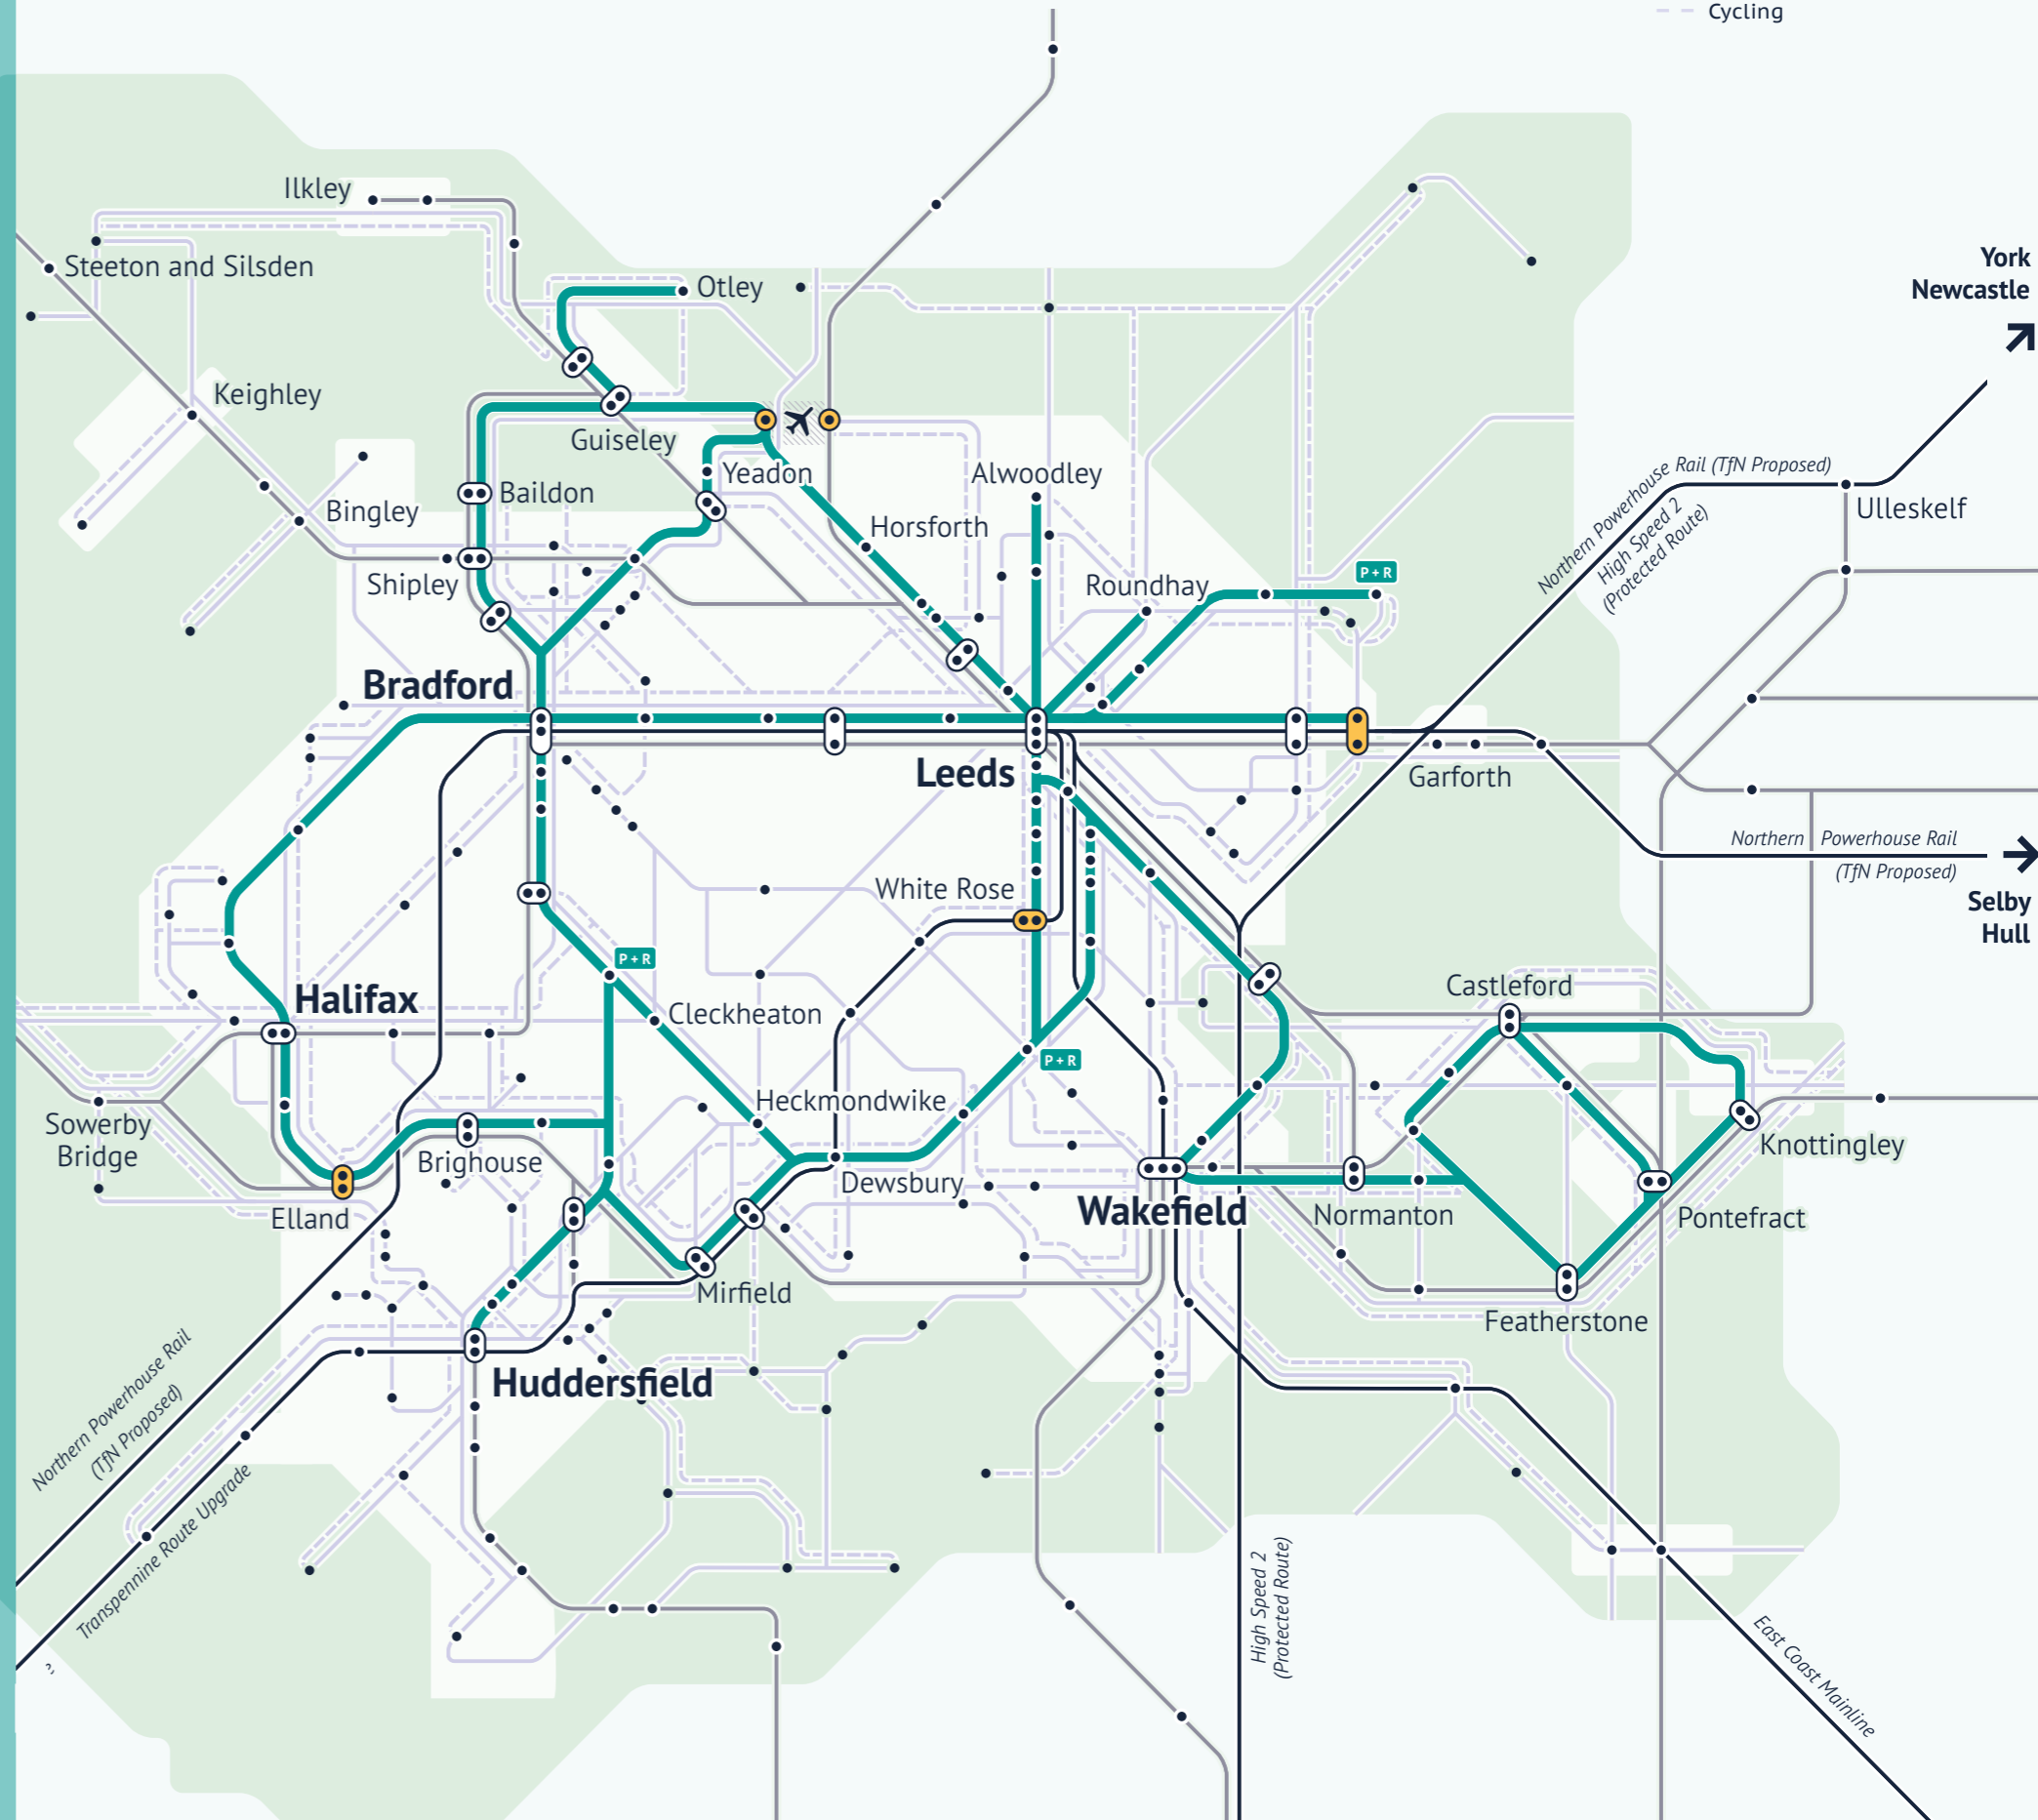 Cycling
Ilkley
Steeton and Silsden
Otley
York
Newcastle
Keighley
Guiseley
Yeadon
Alwoodley
Baildon
Bingley
Horsforth
Northern Powerhouse Rail (TfN Proposed)
High Speed 2
(Protected Route)
Ulleskelf
Shipley
Roundhay
P + R
Bradford
Leeds
Garforth
Northern Powerhouse Rail
(TfN Proposed)
Selby
Hull
White Rose
P + R
Halifax
Cleckheaton
Castleford
P + R
Sowerby
Bridge
Heckmondwike
Brighouse
Knottingley
Dewsbury
Elland
Wakefield
Normanton
Pontefract
Mirfield
Featherstone
Huddersfield
Northern Powerhouse Rail
(TfN Proposed)
Transpennine Route Upgrade
High Speed 2
(Protected Route)
East Coast Mainline